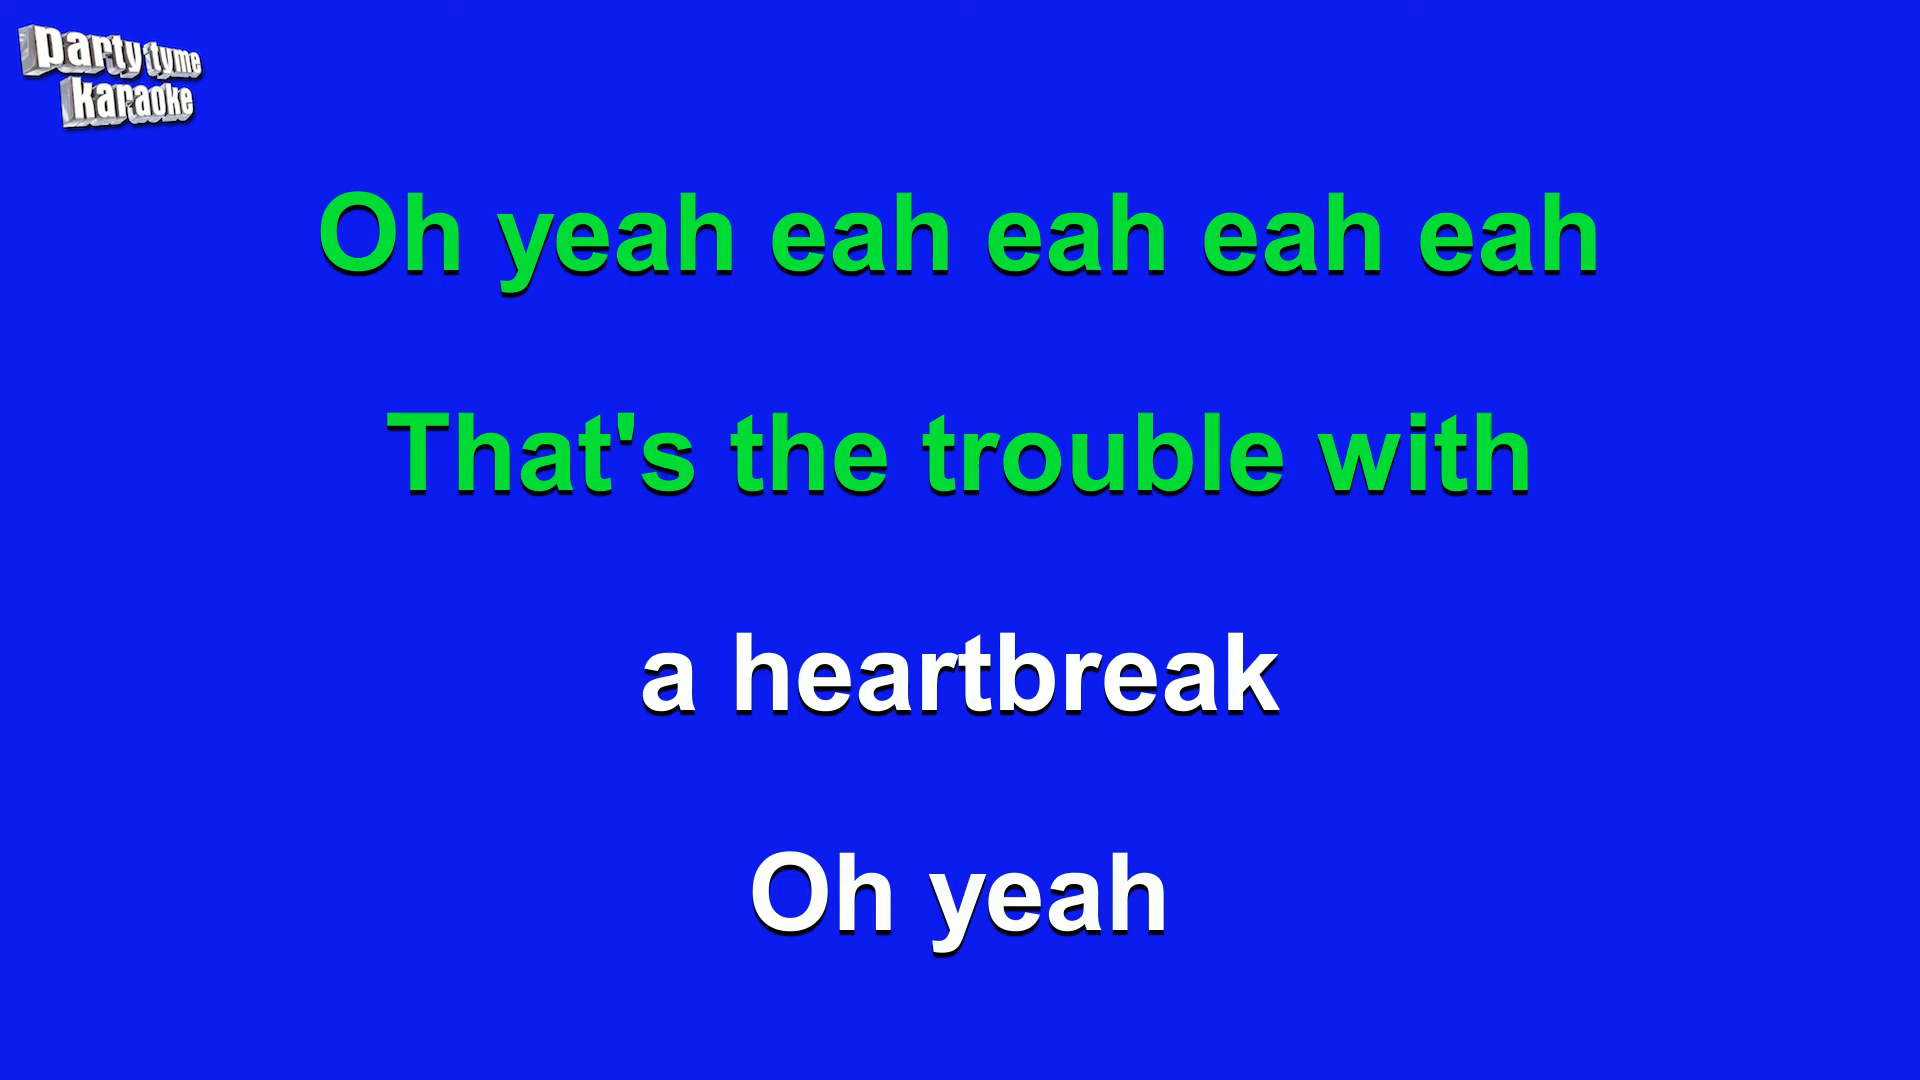 party tyme
karaoke
Oh yeah eah eah eah eah
That's the trouble with
a heartbreak
Oh yeah